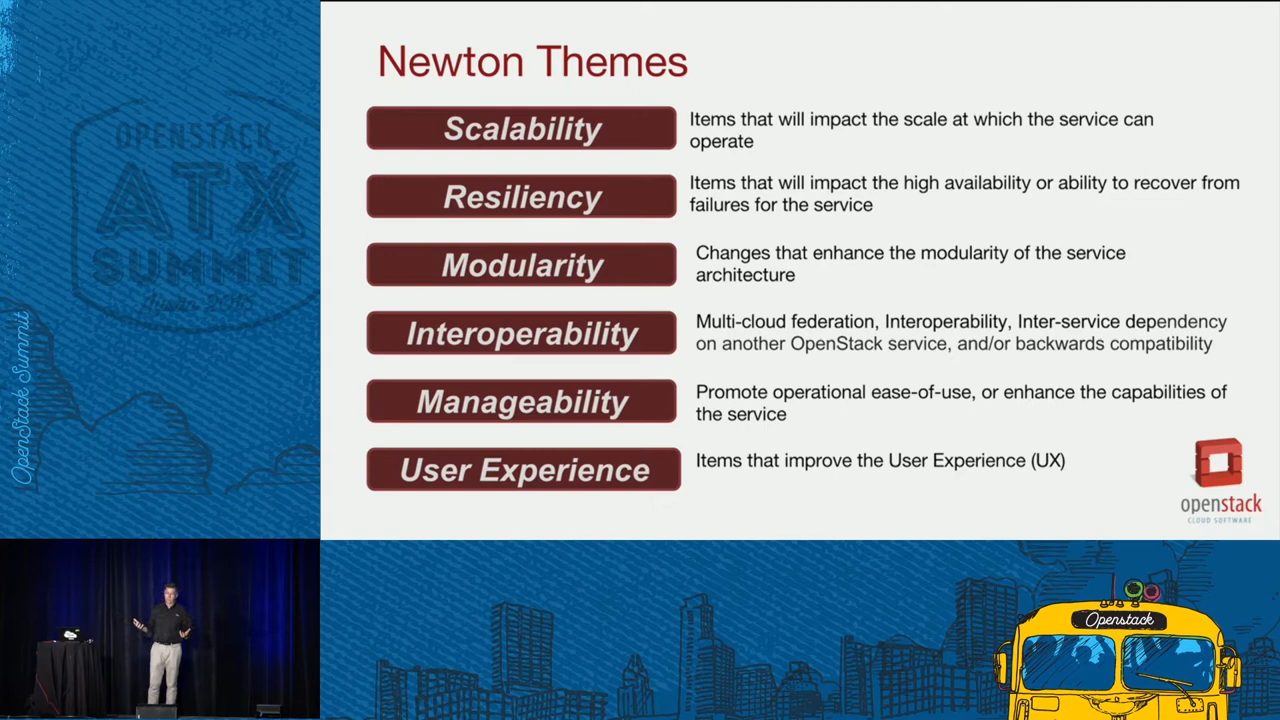 Newton Themes
Scalability
Items that will impact the scale at which the service can
operate
Resiliency
Items that will impact the high availability or ability to recover from
failures for the service
Modularity
Changes that enhance the modularity of the service
architecture
Interoperability
Multi-cloud federation, Interoperability, Inter-service dependency
on another OpenStack service, and/or backwards compatibility
Manageability
Promote operational ease-of-use, or enhance the capabilities of
the service
User Experience
Items that improve the User Experience (UX)
openstack
CLOUD SOFTWARE
OPENSTACK
ATX
SUMMIT
OpenStack Summit
Openstack